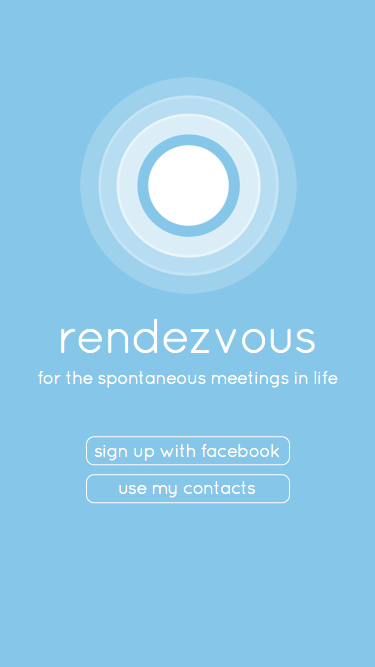 rendezvous
for the spontaneous meetings in life
sign up with facebook
use my contacts